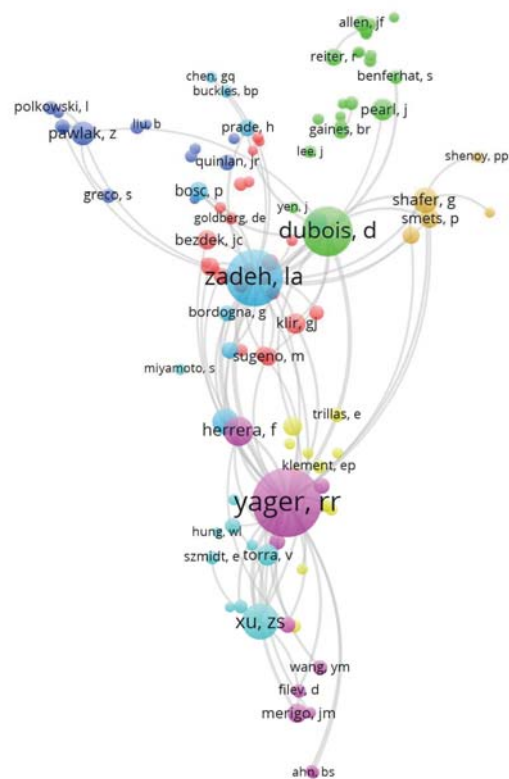 allen, jf
reiter, r
benferhat, s
chen, gq
buckles, bp
polkowski, l
pearl, j
pawlak, z
liu, b
prade, h
gaines, br
lee, j
quinlan, jr
shenoy, pp
greco, s
bosc, p
shafer, g
yen, j
goldberg, de
smets, p
dubois, d
bezdek, jc
zadeh, la
bordogna, g
klir, gj
sugeno, m
miyamoto, s
trillas, e
herrera, f
klement, ep
yager, rr
hung, wl
szmidt, e
torra, v
xu, zs
wang, ym
filev, d
merigo, jm
ahn, bs